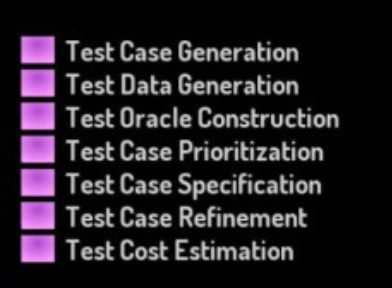 Test Case Generation
Test Data Generation
Test Oracle Construction
Test Case Prioritization
Test Case Specification
Test Case Refinement
Test Cost Estimation